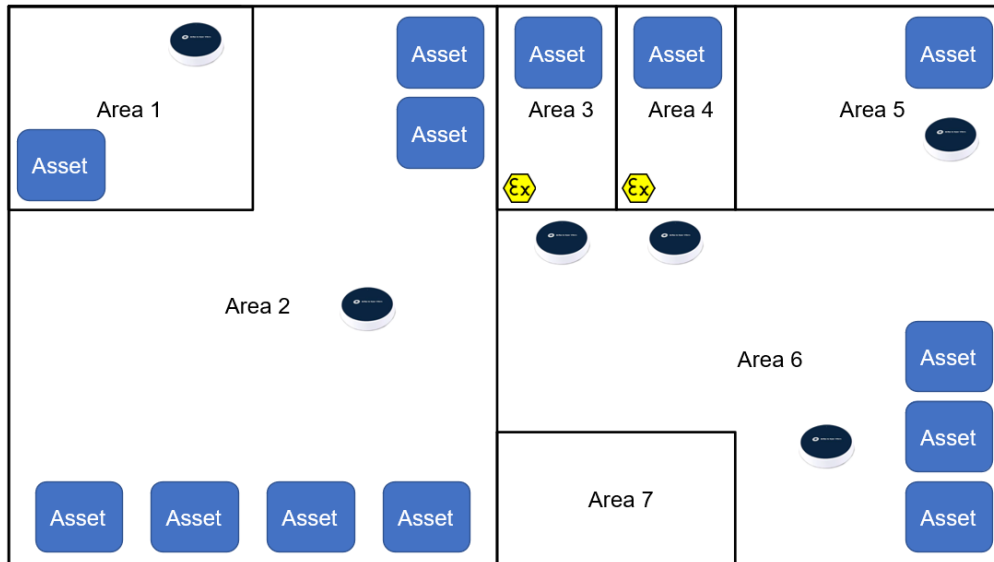 Asset
Asset
Asset
Asset
Area 1
Area 3
Area 4
Area 5
Asset
Asset
Ex
Ex
Area 2
Area 6
Asset
Asset
Area 7
Asset
Asset
Asset
Asset
Asset